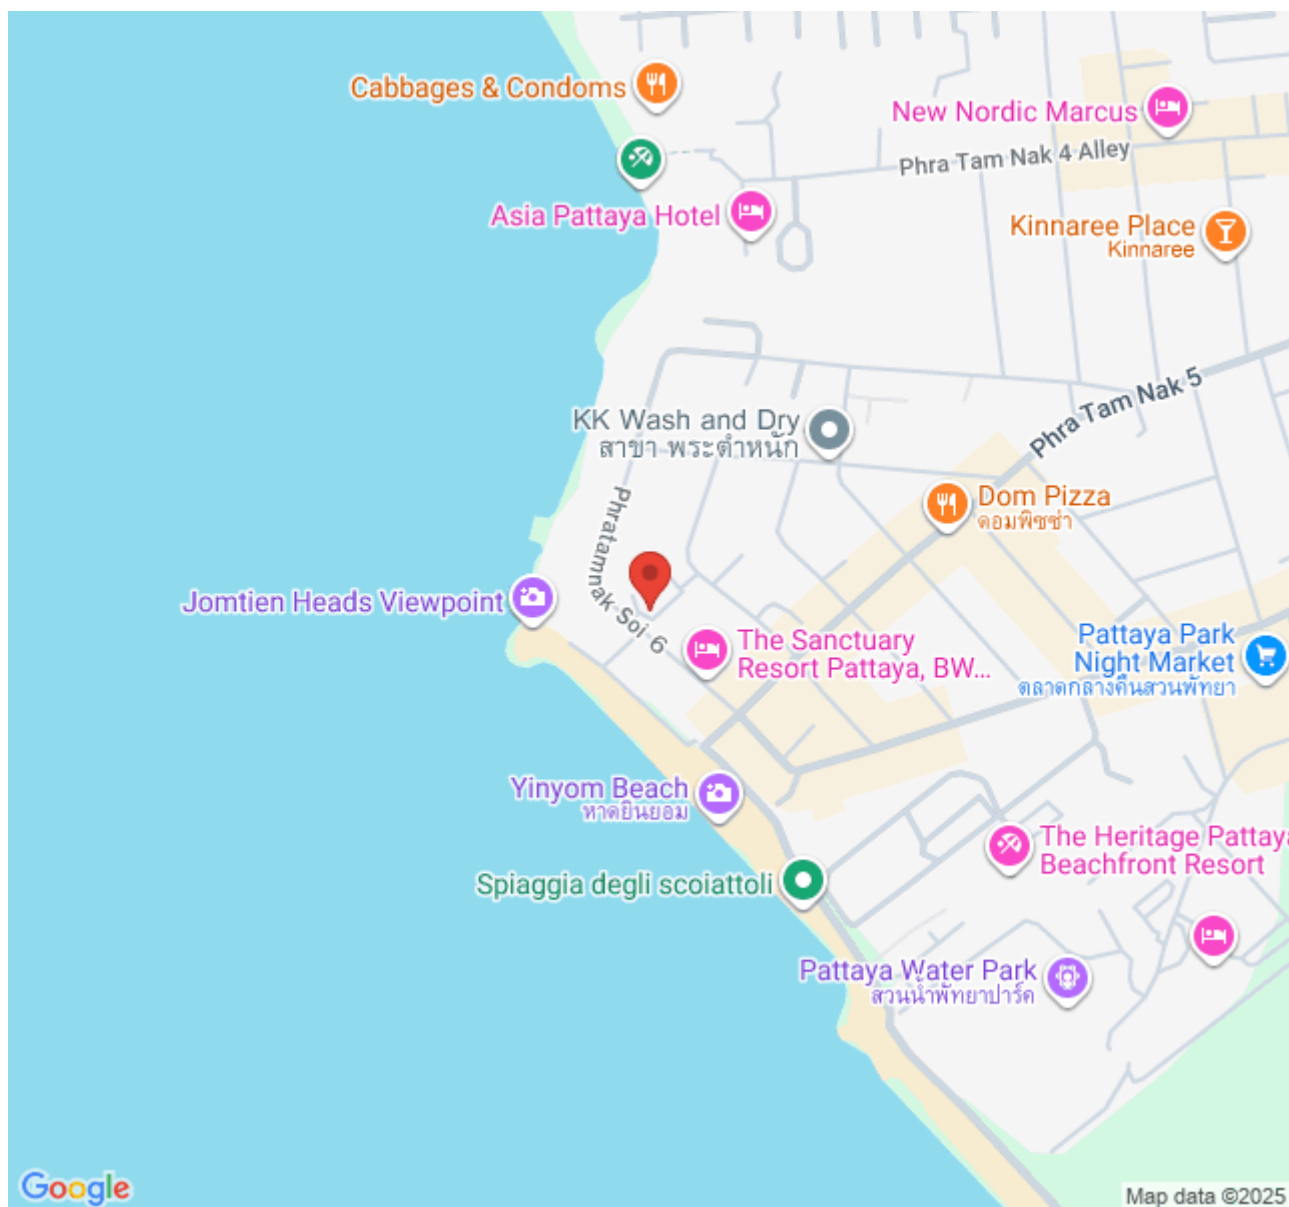 Cabbages & Condoms
New Nordic Marcus
Phra Tam Nak 4 Alley
Asia Pattaya Hotel
Kinnaree Place
Kinnaree
Phra Tam Nak 5
KK Wash and Dry
สาขา พระตำหนัก
Dom Pizza
ดอมพิซซ่า
Phratamnak Soi 6
Jomtien Heads Viewpoint
The Sanctuary
Resort Pattaya, BW...
Pattaya Park
Night Market
ตลาดกลางคืนสวนพัทยา
Yinyom Beach
หาดยินยอม
The Heritage Pattaya
Beachfront Resort
Spiaggia degli scoiattoli
Pattaya Water Park
สวนน้ำพัทยาปาร์ค
Google
Map data ©2025